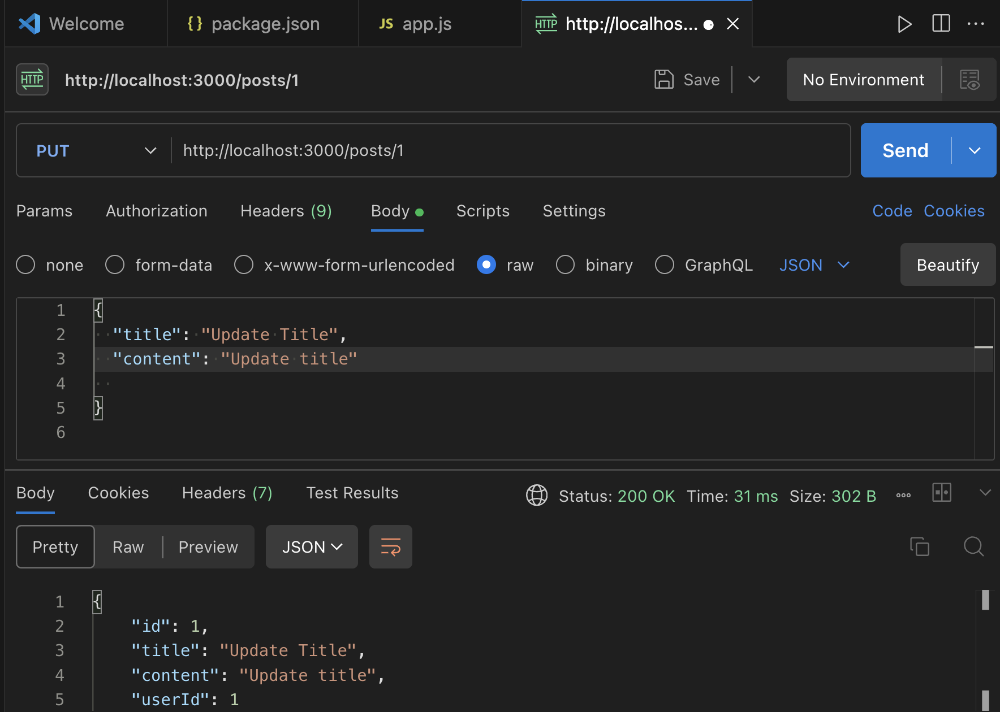 Welcome
{} package.json
JS app.js
HTTP http://localhos...
HTTP http://localhost:3000/posts/1
Save
No Environment
PUT http://localhost:3000/posts/1
Send
Params Authorization Headers (9) Body Scripts Settings Code Cookies
none form-data x-www-form-urlencoded raw binary GraphQL JSON Beautify
1 {
2 "title": "Update Title",
3 "content": "Update title"
4
5 }
6
Body Cookies Headers (7) Test Results Status: 200 OK Time: 31 ms Size: 302 B
Pretty Raw Preview JSON
1 {
2 "id": 1,
3 "title": "Update Title",
4 "content": "Update title",
5 "userId": 1